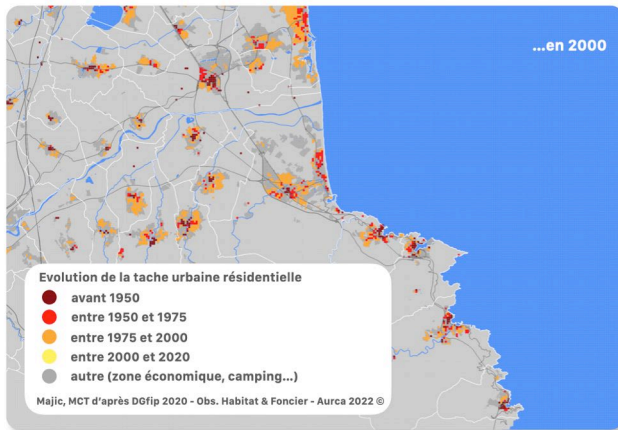 ...en 2000
Evolution de la tache urbaine résidentielle
avant 1950
entre 1950 et 1975
entre 1975 et 2000
entre 2000 et 2020
autre (zone économique, camping...)
Majic, MCT d'après DGfip 2020 - Obs. Habitat & Foncier - Aurca 2022 ©